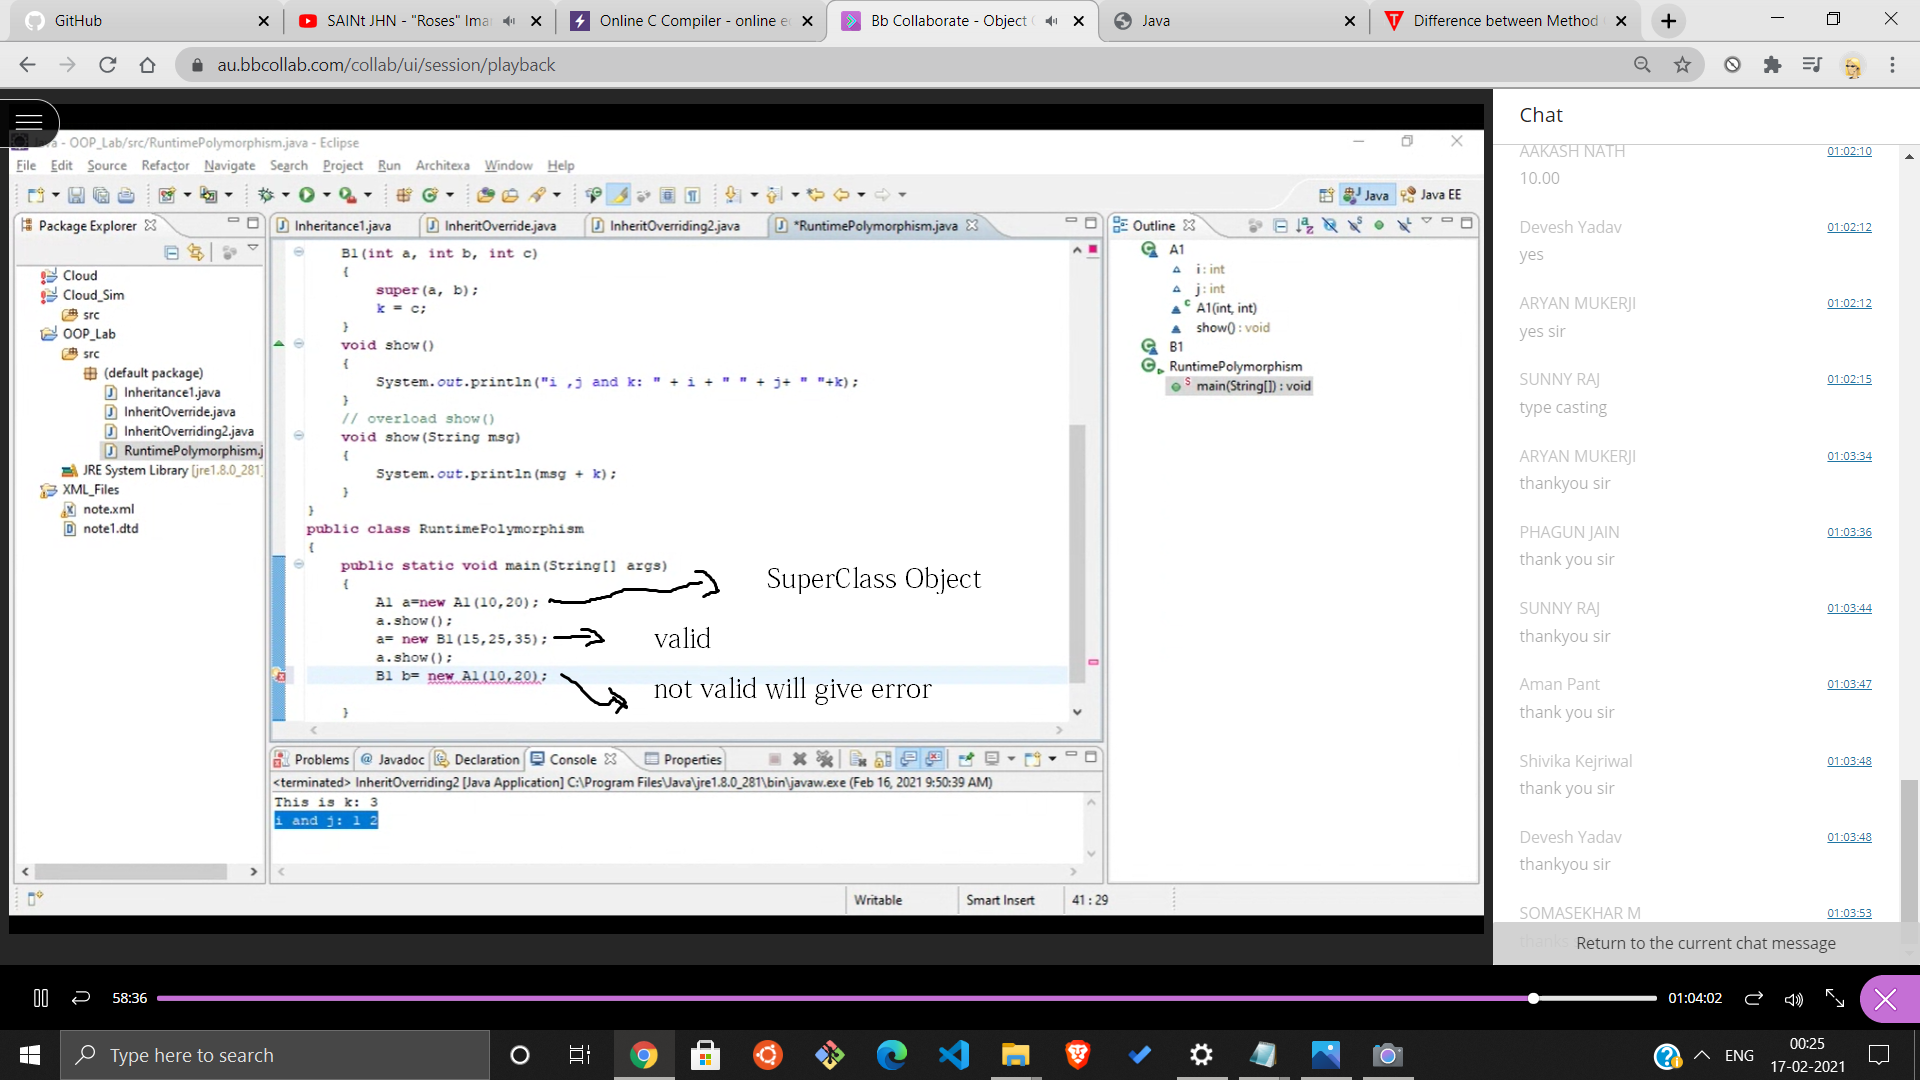 GitHub
SAINt JHN - "Roses" Ima
Online C Compiler - online e
Bb Collaborate - Object
Java
Difference between Method
au.bbcollab.com/collab/ui/session/playback
- OOP_Lab/src/RuntimePolymorphism.java - Eclipse
File Edit Source Refactor Navigate Search Project Run Architexa Window Help
Java Java EE
Package Explorer
Cloud
Cloud_Sim
src
OOP_Lab
src
(default package)
Inheritance1.java
InheritOverride.java
InheritOverriding2.java
RuntimePolymorphism.j
JRE System Library [jre1.8.0_281]
XML_Files
note.xml
note1.dtd
Inheritance1.java InheritOverride.java InheritOverriding2.java *RuntimePolymorphism.java
B1(int a, int b, int c)
{
super(a, b);
k = c;
}
void show()
{
System.out.println("i ,j and k: " + i + " " + j+ " "+k);
}
// overload show()
void show(String msg)
{
System.out.println(msg + k);
}
}
public class RuntimePolymorphism
{
public static void main(String[] args)
{
A1 a=new A1(10,20); SuperClass Object
a.show();
a= new B1(15,25,35); valid
a.show();
B1 b= new A1(10,20); not valid will give error
}
Outline
A1
i : int
j : int
A1(int, int)
show() : void
B1
RuntimePolymorphism
main(String[]) : void
Problems Javadoc Declaration Console Properties
<terminated> InheritOverriding2 [Java Application] C:\Program Files\Java\jre1.8.0_281\bin\javaw.exe (Feb 16, 2021 9:50:39 AM)
This is k: 3
i and j: 1 2
Writable Smart Insert 41 : 29
Chat
AAKASH NATH 01:02:10
10.00
Devesh Yadav 01:02:12
yes
ARYAN MUKERJI 01:02:12
yes sir
SUNNY RAJ 01:02:15
type casting
ARYAN MUKERJI 01:03:34
thankyou sir
PHAGUN JAIN 01:03:36
thank you sir
SUNNY RAJ 01:03:44
thankyou sir
Aman Pant 01:03:47
thank you sir
Shivika Kejriwal 01:03:48
thank you sir
Devesh Yadav 01:03:48
thankyou sir
SOMASEKHAR M 01:03:53
Return to the current chat message
58:36 01:04:02
Type here to search
ENG
00:25
17-02-2021